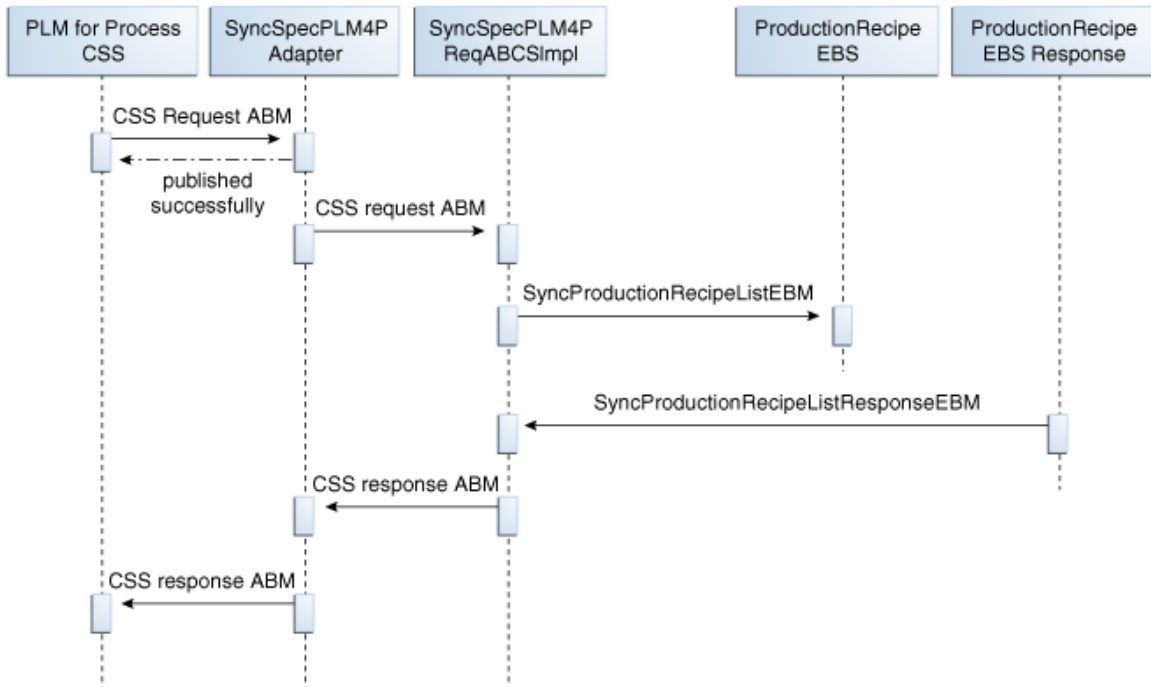 PLM for Process
CSS
SyncSpecPLM4P
Adapter
SyncSpecPLM4P
ReqABCSImpl
ProductionRecipe
EBS
ProductionRecipe
EBS Response
CSS Request ABM
published
successfully
CSS request ABM
SyncProductionRecipeListEBM
SyncProductionRecipeListResponseEBM
CSS response ABM
CSS response ABM